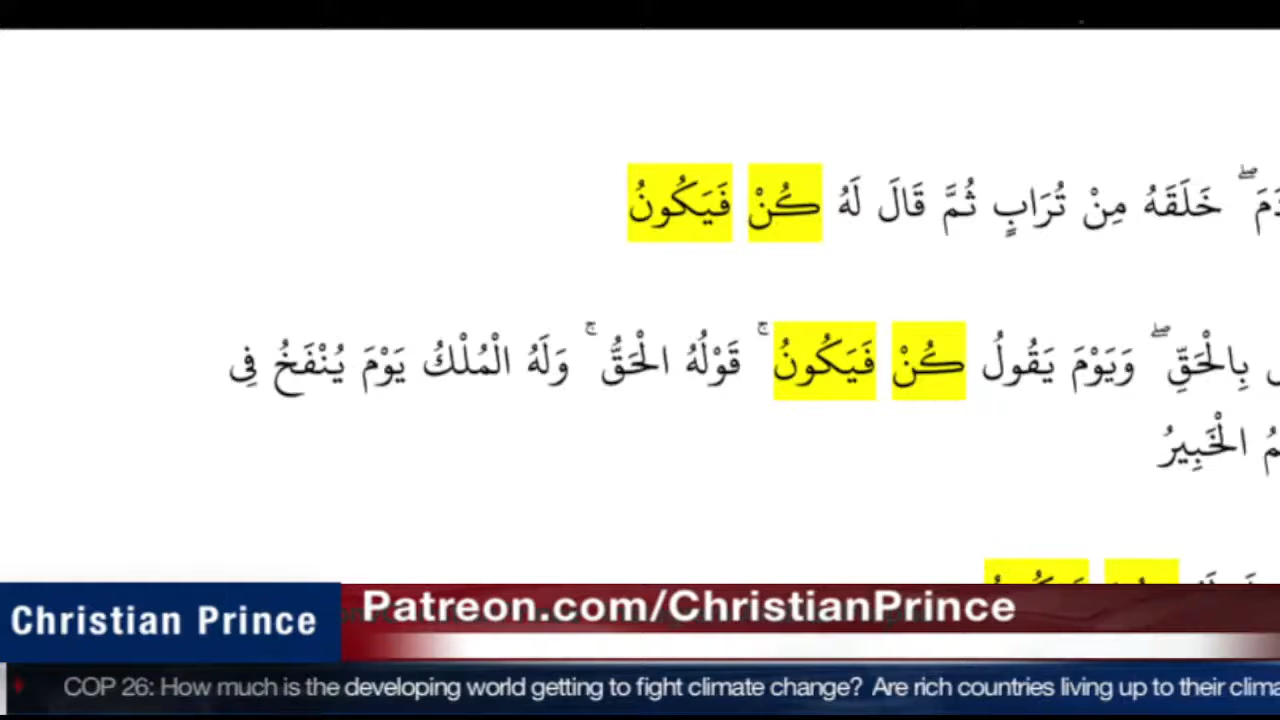 خَلَقَهُ مِنْ تُرَابٍ ثُمَّ قَالَ لَهُ كُنْ فَيَكُونُ
بِالْحَقِّ ۖ وَيَوْمَ يَقُولُ كُنْ فَيَكُونُ ۚ قَوْلُهُ الْحَقُّ ۚ وَلَهُ الْمُلْكُ يَوْمَ يُنْفَخُ فِي
الْخَبِيرُ
Christian Prince
Patreon.com/ChristianPrince
COP 26: How much is the developing world getting to fight climate change? Are rich countries living up to their